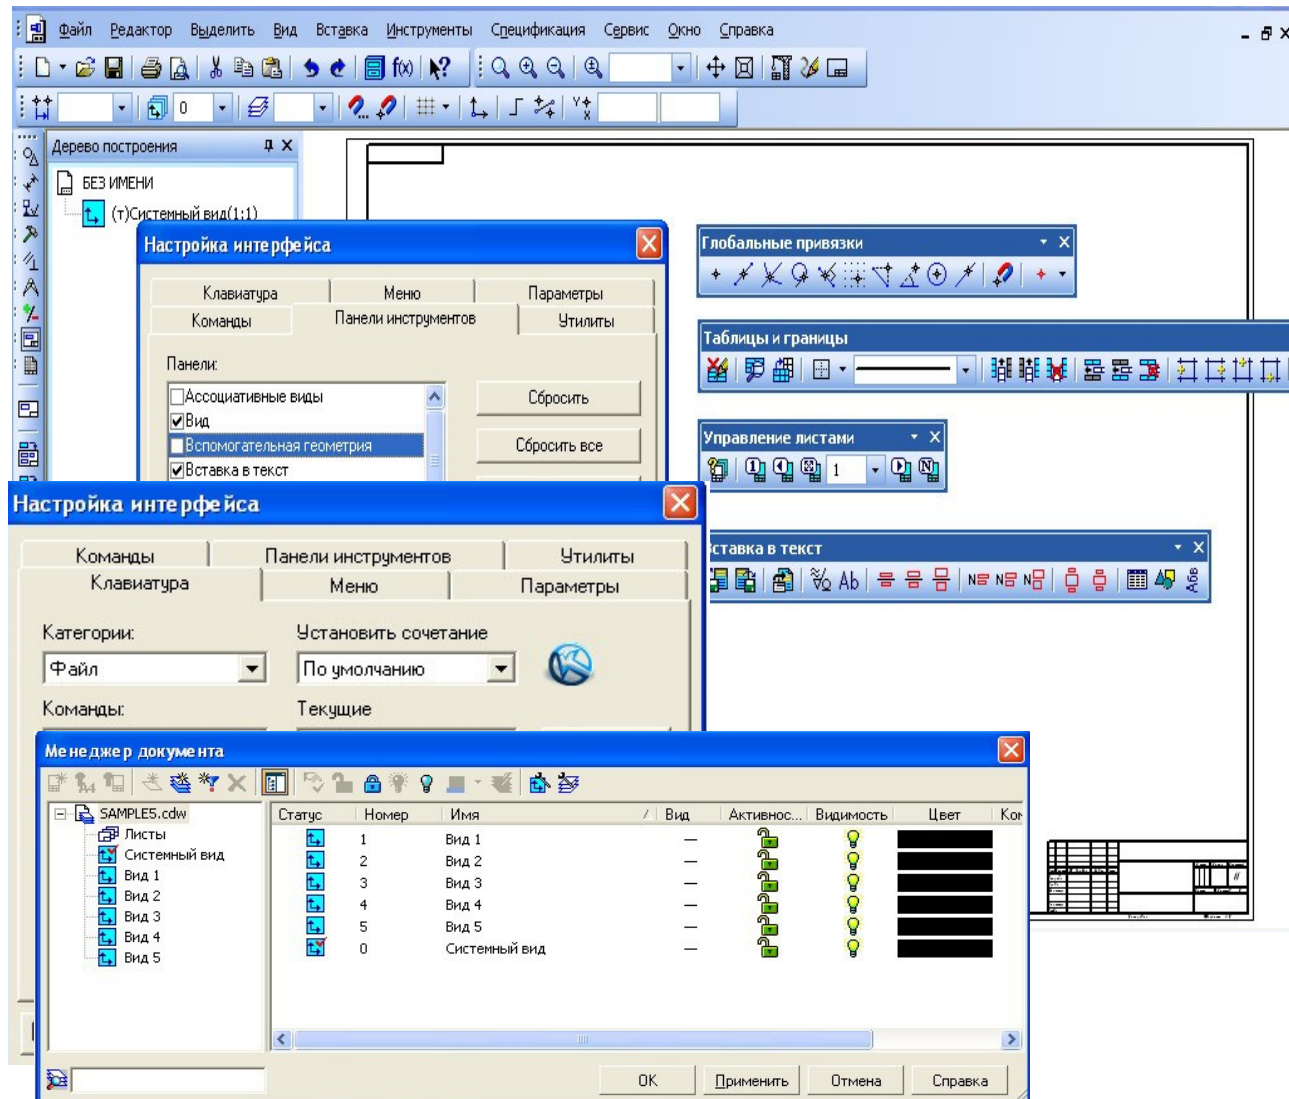 Файл Редактор Выделить Вид Вставка Инструменты Спецификация Сервис Окно Справка
f(x)
0
Y X
Дерево построения
БЕЗ ИМЕНИ
(т)Системный вид(1:1)
Настройка интерфейса
Клавиатура Меню Параметры
Команды Панели инструментов Утилиты
Панели:
Ассоциативные виды
Вид
Вспомогательная геометрия
Вставка в текст
Сбросить
Сбросить все
Глобальные привязки
Таблицы и границы
Управление листами
1
Вставка в текст
Настройка интерфейса
Команды Панели инструментов Утилиты
Клавиатура Меню Параметры
Категории: Установить сочетание
Файл По умолчанию
Команды: Текущие
Менеджер документа
SAMPLE5.cdw
Листы
Системный вид
Вид 1
Вид 2
Вид 3
Вид 4
Вид 5
Статус Номер Имя / Вид Активнос... Видимость Цвет Ком
1 Вид 1 —
2 Вид 2 —
3 Вид 3 —
4 Вид 4 —
5 Вид 5 —
0 Системный вид —
OK Применить Отмена Справка